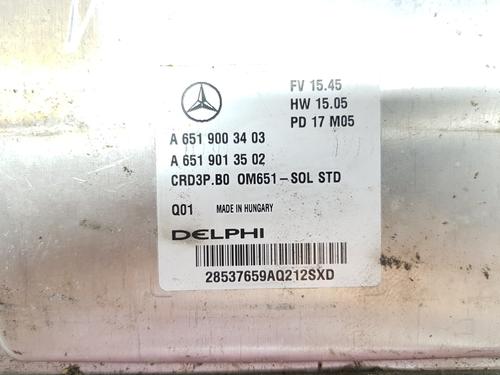 FV 15.45
HW 15.05
PD 17 M05
A 651 900 34 03
A 651 901 35 02
CRD3P.B0 OM651-SOL STD
Q01 MADE IN HUNGARY
DELPHI
28537659AQ212SXD